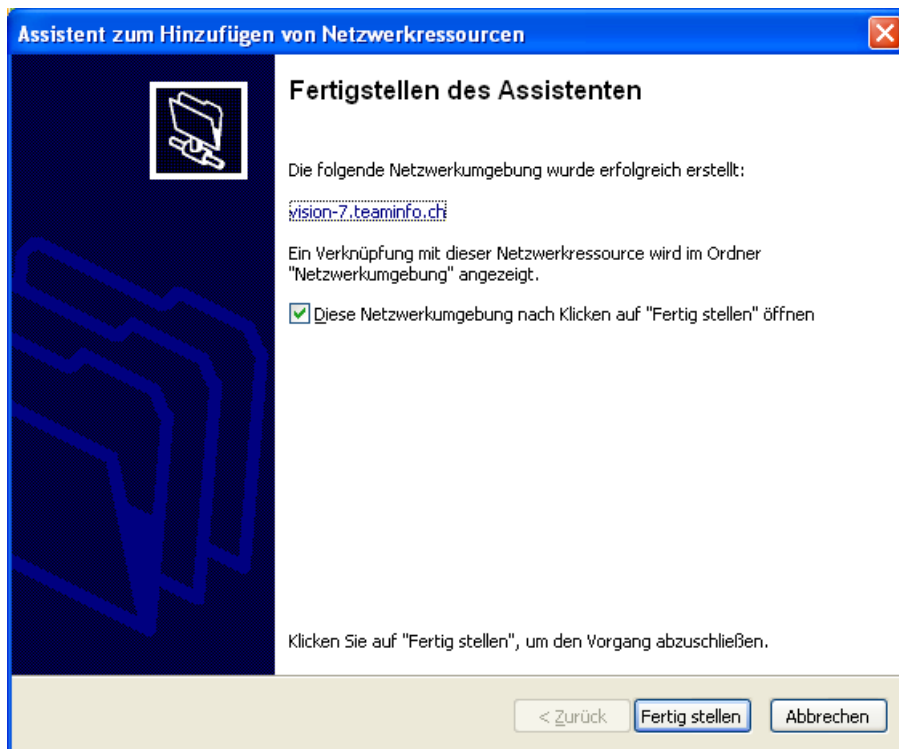 Assistent zum Hinzufügen von Netzwerkressourcen
Fertigstellen des Assistenten
Die folgende Netzwerkumgebung wurde erfolgreich erstellt:
vision-7.teaminfo.ch
Ein Verknüpfung mit dieser Netzwerkressource wird im Ordner
"Netzwerkumgebung" angezeigt.
Diese Netzwerkumgebung nach Klicken auf "Fertig stellen" öffnen
Klicken Sie auf "Fertig stellen", um den Vorgang abzuschließen.
< Zurück Fertig stellen Abbrechen